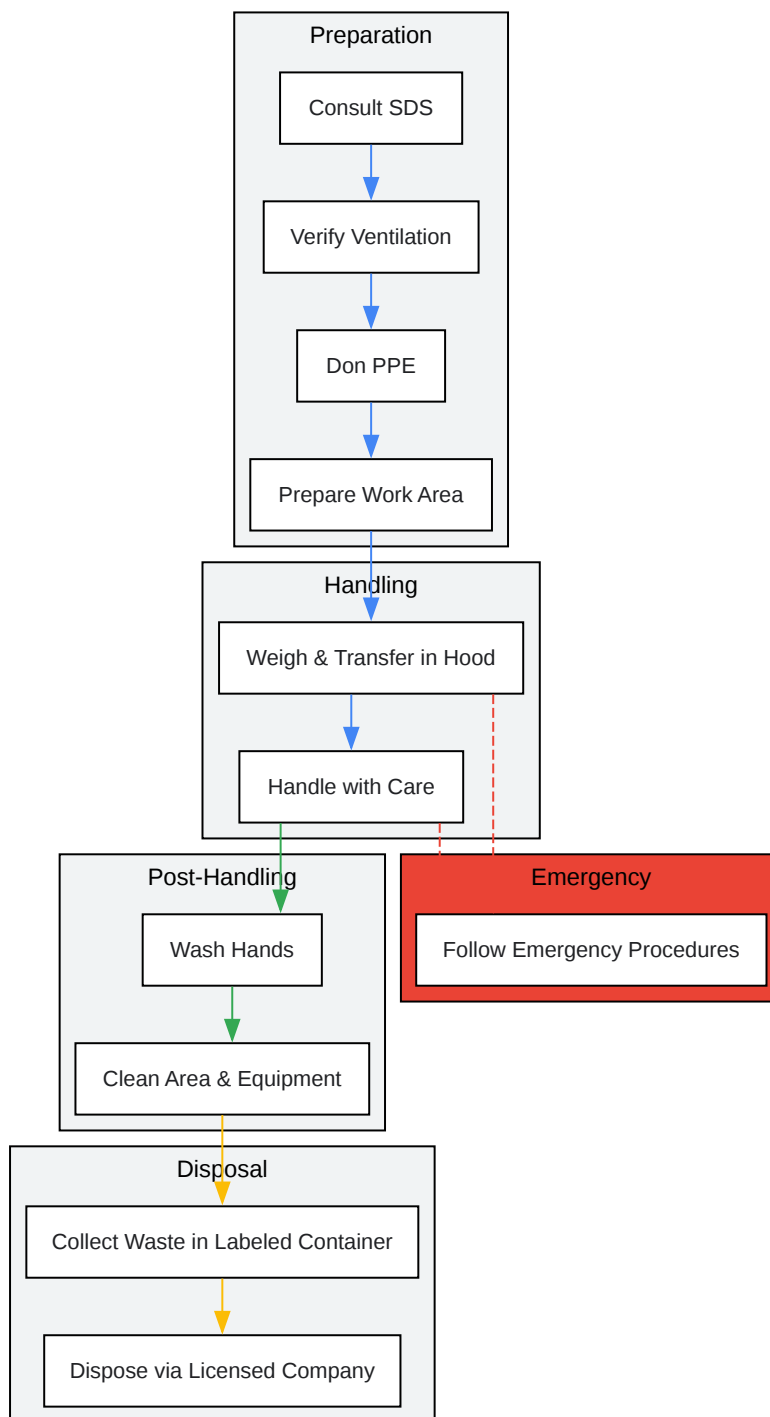 Preparation
Consult SDS
Verify Ventilation
Don PPE
Prepare Work Area
Handling
Weigh & Transfer in Hood
Handle with Care
Post-Handling
Wash Hands
Clean Area & Equipment
Emergency
Follow Emergency Procedures
Disposal
Collect Waste in Labeled Container
Dispose via Licensed Company